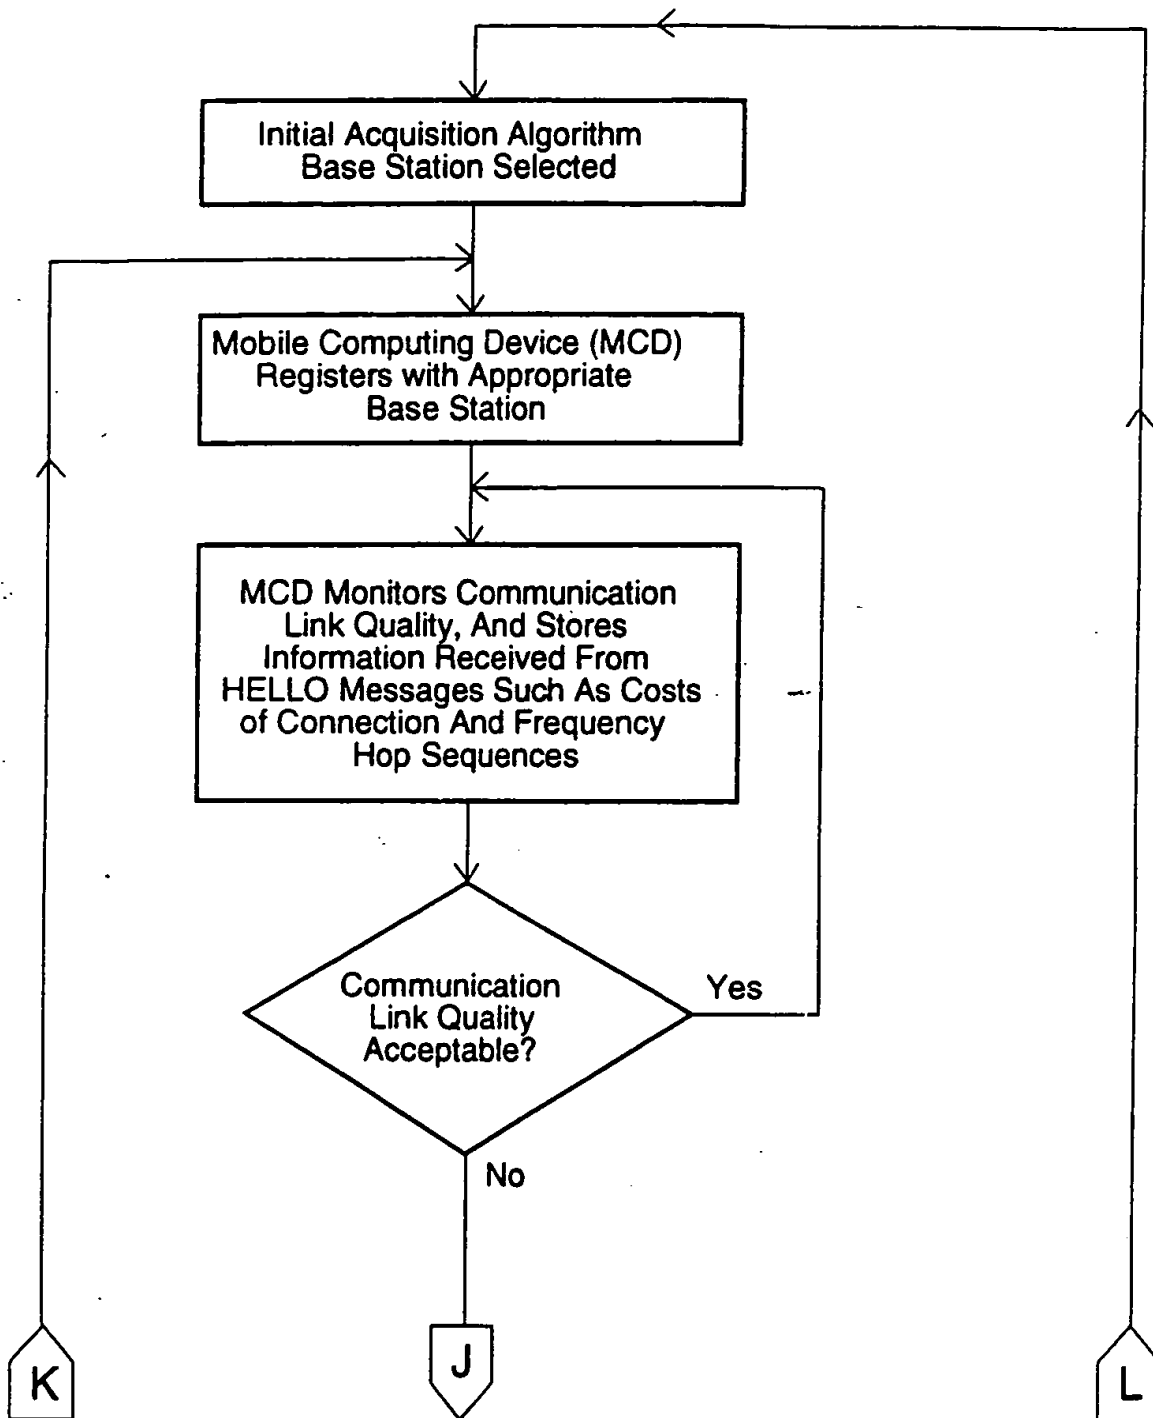 Initial Acquisition Algorithm
Base Station Selected
Mobile Computing Device (MCD)
Registers with Appropriate
Base Station
MCD Monitors Communication
Link Quality, And Stores
Information Received From
HELLO Messages Such As Costs
of Connection And Frequency
Hop Sequences
Communication
Link Quality
Acceptable?
Yes
No
K
J
L